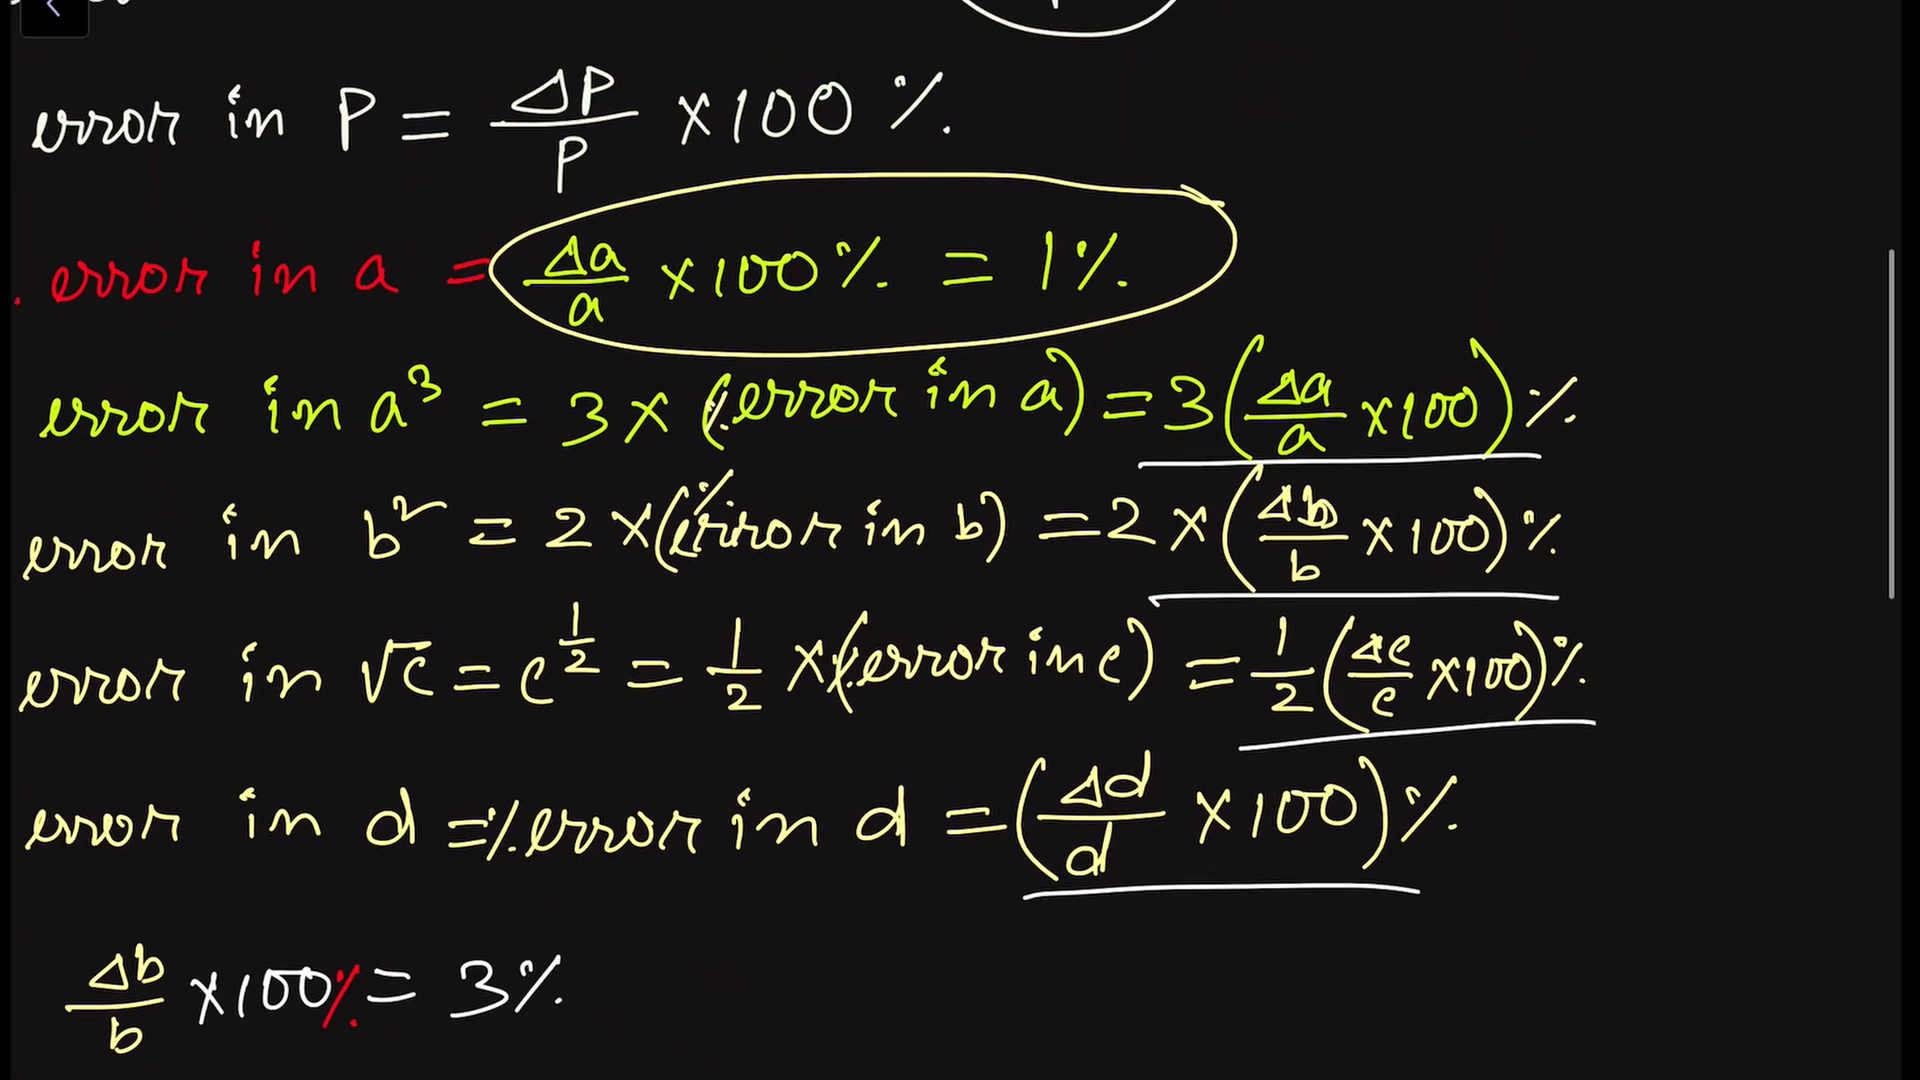 error in P = ΔP/P ×100 %
. error in a = Δa/a ×100 % = 1 %
error in a³ = 3 × (% error in a) = 3 (Δa/a ×100) %
error in b² = 2 × (% error in b) = 2 × (Δb/b ×100) %
error in √c = c^1/2 = 1/2 × (% error in c) = 1/2 (Δc/c ×100) %
error in d = % error in d = (Δd/d ×100) %
Δb/b ×100 % = 3 %